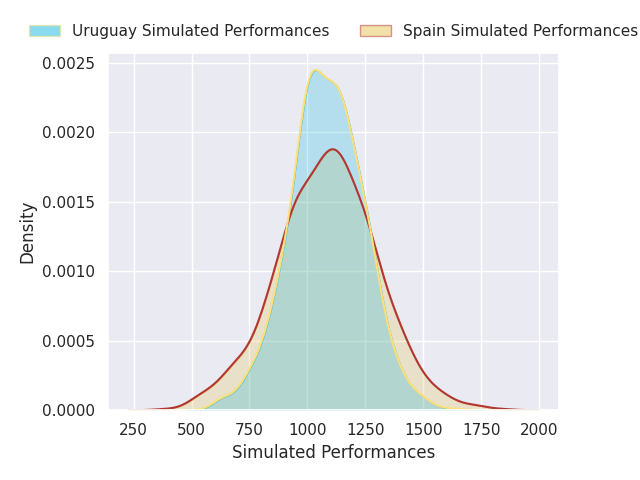 Uruguay Simulated Performances Spain Simulated Performances
0.0025
0.0020
0.0015
0.0010
0.0005
0.0000
Density
250 500 750 1000 1250 1500 1750 2000
Simulated Performances